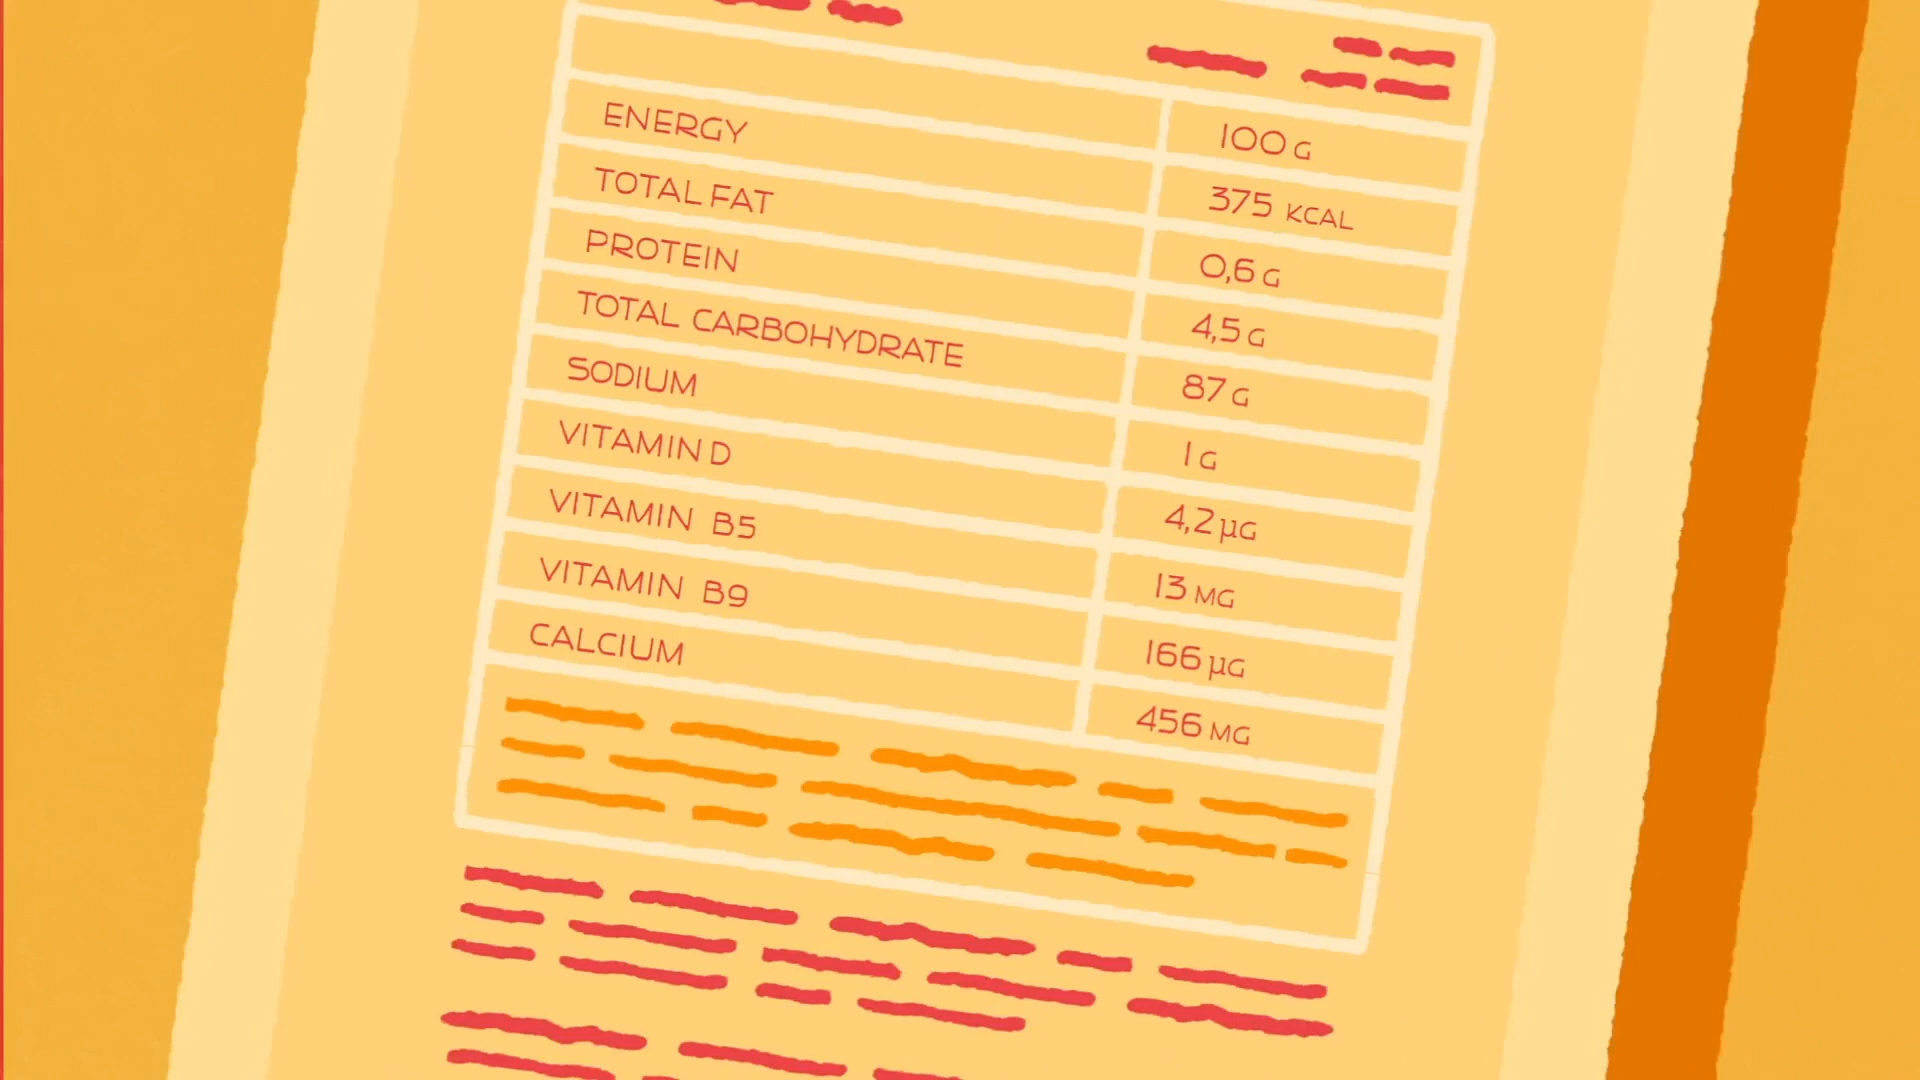 100 G
ENERGY 375 KCAL
TOTAL FAT 0,6 G
PROTEIN 4,5 G
TOTAL CARBOHYDRATE 87 G
SODIUM 1 G
VITAMIN D 4,2 µG
VITAMIN B5 13 MG
VITAMIN B9 166 µG
CALCIUM 456 MG